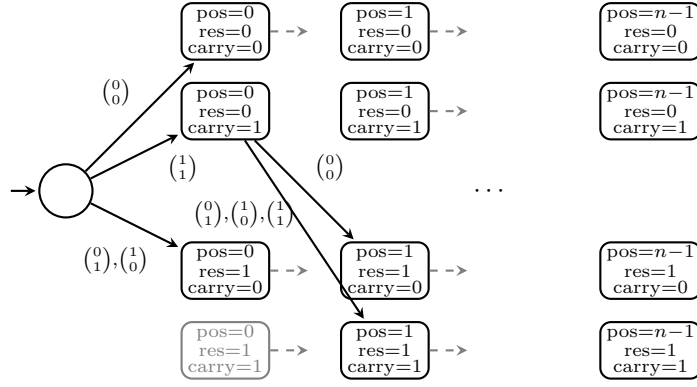 pos=0
res=0
carry=0
pos=1
res=0
carry=0
pos=n−1
res=0
carry=0
(0
0)
pos=0
res=0
carry=1
pos=1
res=0
carry=1
pos=n−1
res=0
carry=1
(1
1)
(0
0)
(0
1),(1
0),(1
1)
...
(0
1),(1
0)
pos=0
res=1
carry=0
pos=1
res=1
carry=0
pos=n−1
res=1
carry=0
pos=0
res=1
carry=1
pos=1
res=1
carry=1
pos=n−1
res=1
carry=1